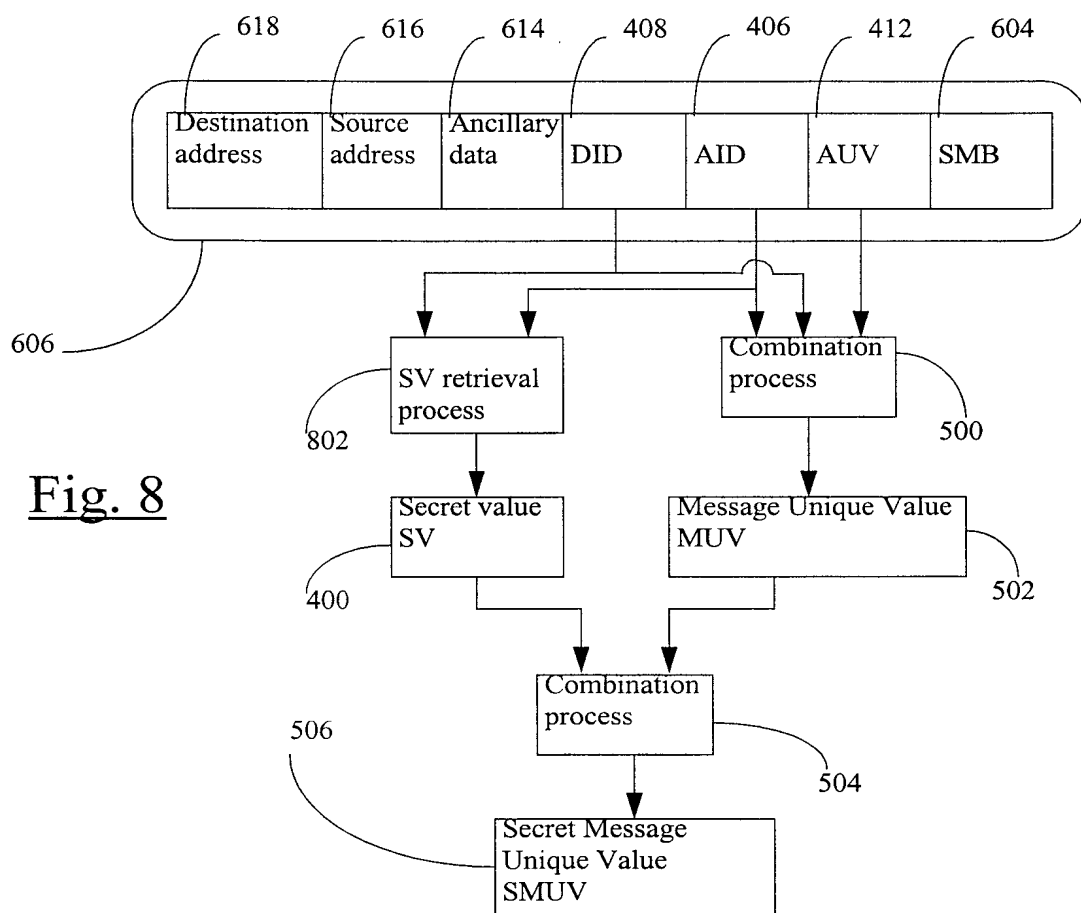 618 616 614 408 406 412 604
Destination address
Source address
Ancillary data
DID
AID
AUV
SMB
606
SV retrieval process
802
Combination process
500
Fig. 8
Secret value SV
400
Message Unique Value MUV
502
Combination process
504
506
Secret Message Unique Value SMUV